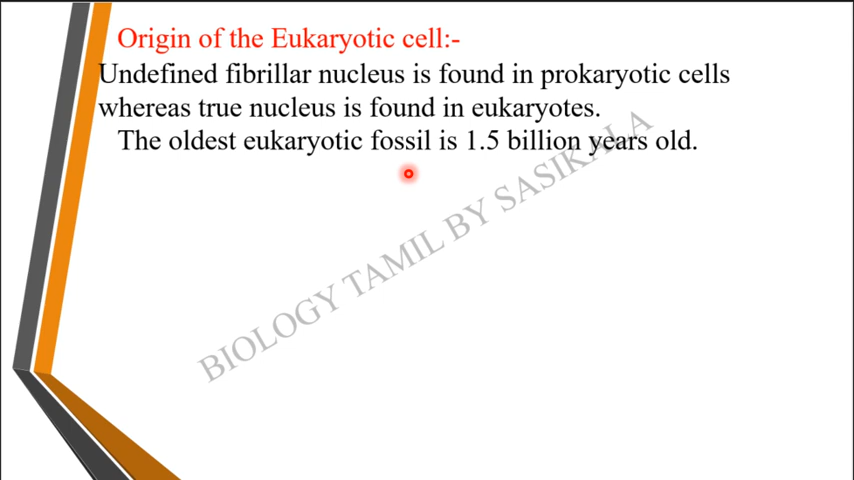 Origin of the Eukaryotic cell:-
Undefined fibrillar nucleus is found in prokaryotic cells
whereas true nucleus is found in eukaryotes.
The oldest eukaryotic fossil is 1.5 billion years old.
BIOLOGY TAMIL BY SASIKALA